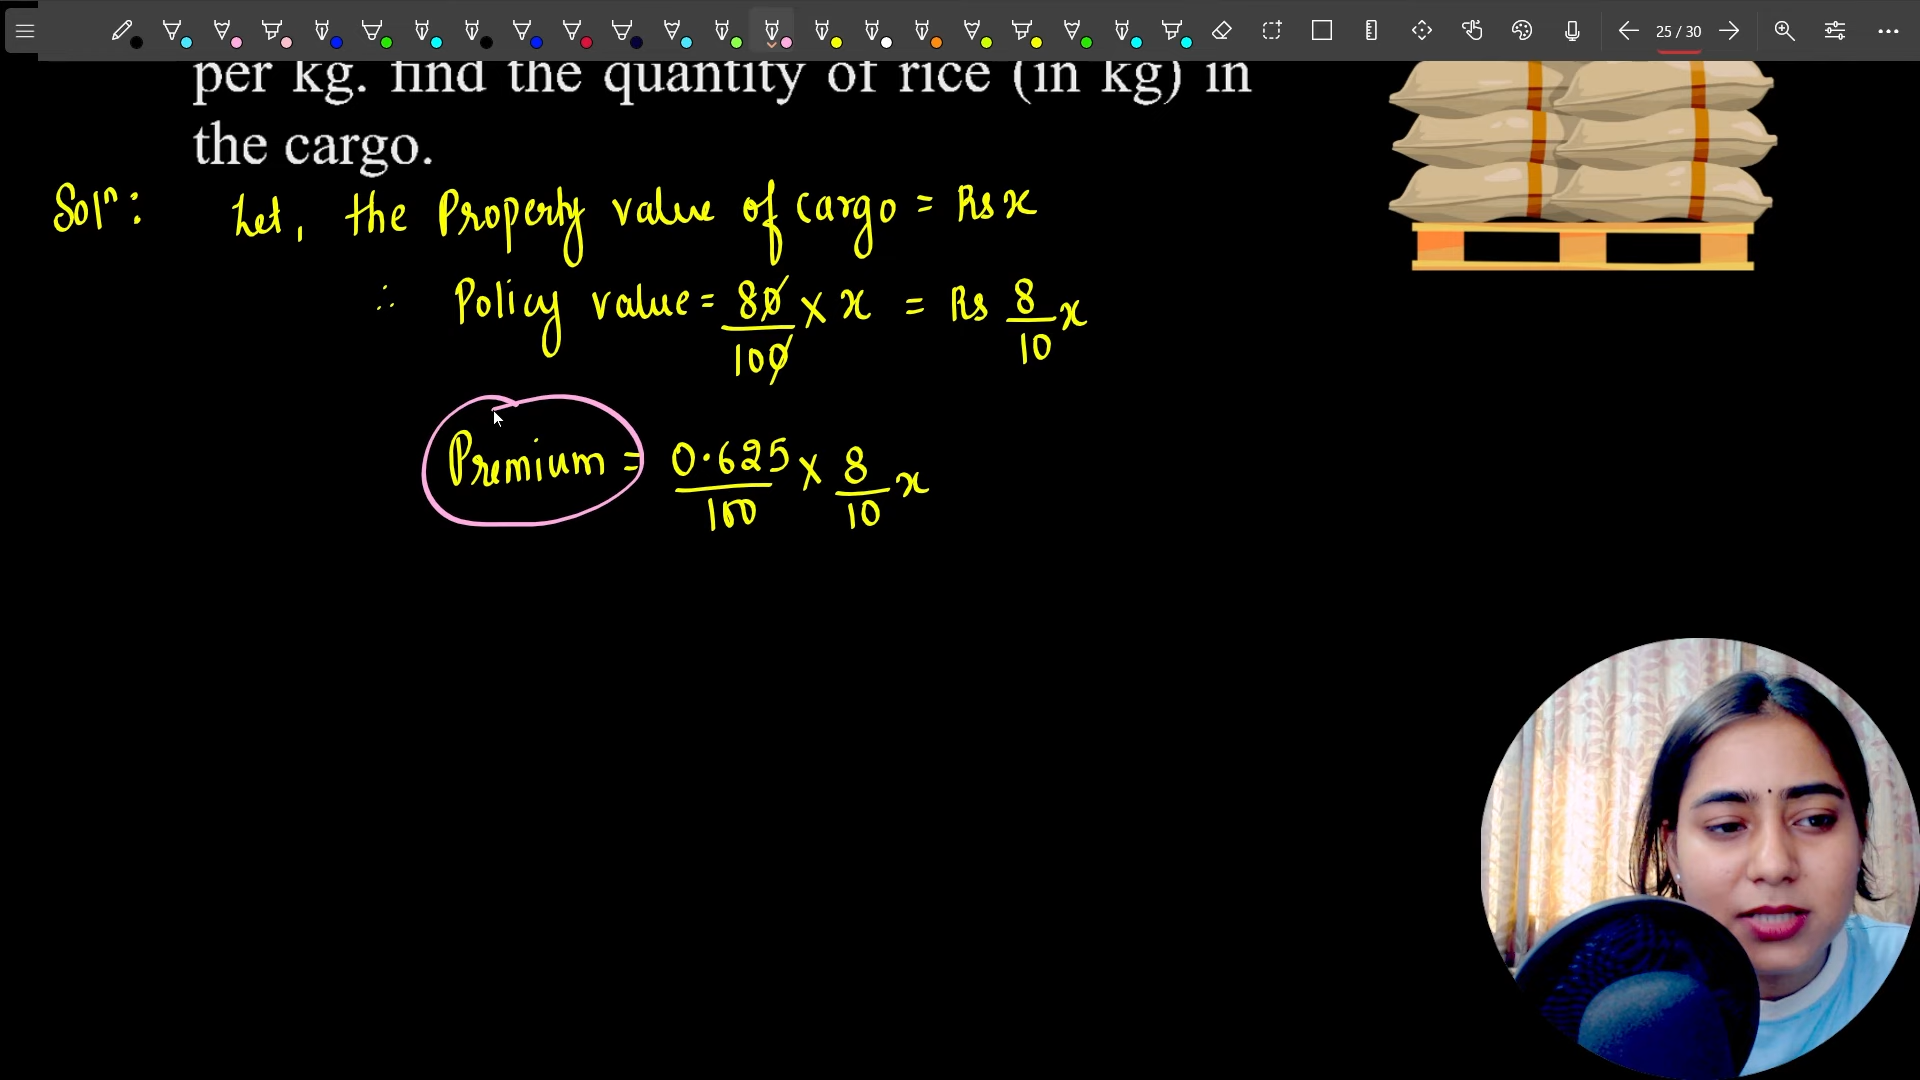 25 / 30
per kg. find the quantity of rice (in kg) in
the cargo.
Solⁿ: Let, the Property value of cargo = Rs x
∴ Policy value = 80/100 × x = Rs 8/10 x
Premium = 0.625/100 × 8/10 x